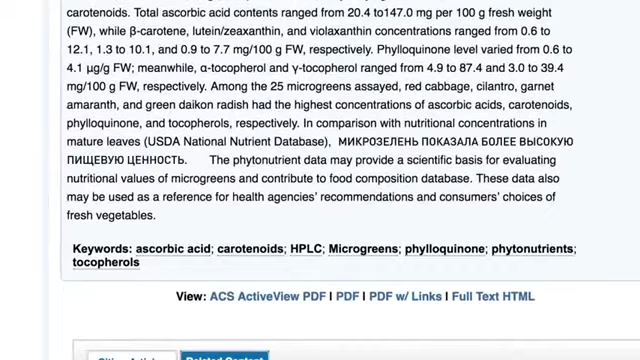 carotenoids. Total ascorbic acid contents ranged from 20.4 to147.0 mg per 100 g fresh weight
(FW), while β-carotene, lutein/zeaxanthin, and violaxanthin concentrations ranged from 0.6 to
12.1, 1.3 to 10.1, and 0.9 to 7.7 mg/100 g FW, respectively. Phylloquinone level varied from 0.6 to
4.1 μg/g FW; meanwhile, α-tocopherol and γ-tocopherol ranged from 4.9 to 87.4 and 3.0 to 39.4
mg/100 g FW, respectively. Among the 25 microgreens assayed, red cabbage, cilantro, garnet
amaranth, and green daikon radish had the highest concentrations of ascorbic acids, carotenoids,
phylloquinone, and tocopherols, respectively. In comparison with nutritional concentrations in
mature leaves (USDA National Nutrient Database), МИКРОЗЕЛЕНЬ ПОКАЗАЛА БОЛЕЕ ВЫСОКУЮ
ПИЩЕВУЮ ЦЕННОСТЬ. The phytonutrient data may provide a scientific basis for evaluating
nutritional values of microgreens and contribute to food composition database. These data also
may be used as a reference for health agencies' recommendations and consumers' choices of
fresh vegetables.
Keywords: ascorbic acid; carotenoids; HPLC; Microgreens; phylloquinone; phytonutrients;
tocopherols
View: ACS ActiveView PDF | PDF | PDF w/ Links | Full Text HTML
Related Content